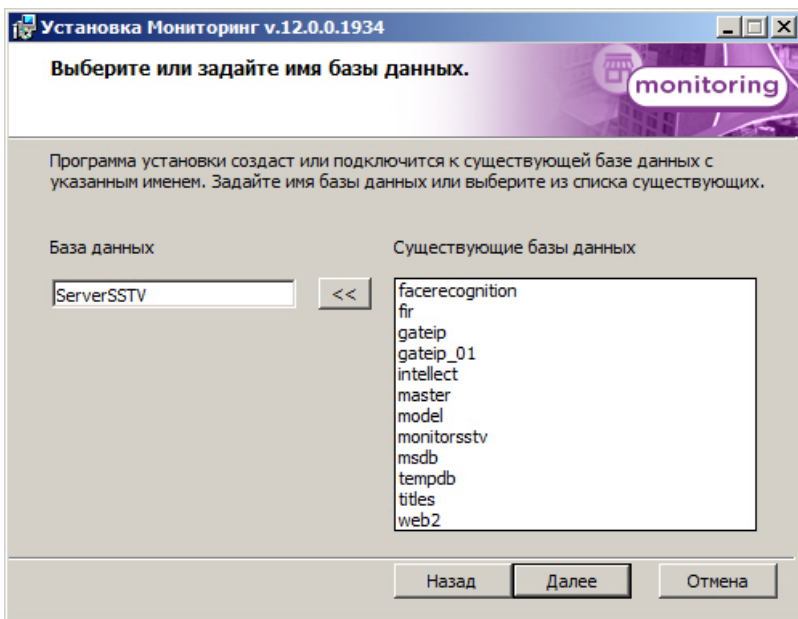 Установка Мониторинг v.12.0.0.1934
Выберите или задайте имя базы данных.
monitoring
Программа установки создаст или подключится к существующей базе данных с
указанным именем. Задайте имя базы данных или выберите из списка существующих.
База данных
Существующие базы данных
ServerSSTV
<<
facerecognition
fir
gateip
gateip_01
intellect
master
model
monitorsstv
msdb
tempdb
titles
web2
Назад
Далее
Отмена